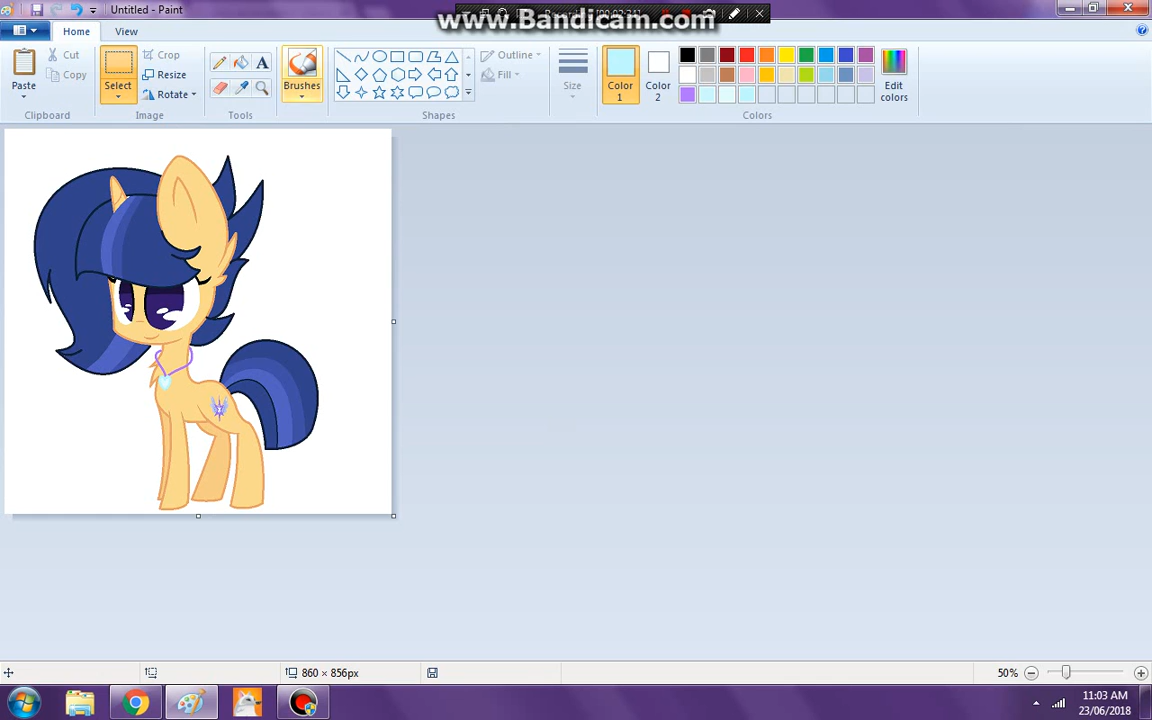 Untitled - Paint
www.Bandicam.com
Home
View
Paste
Cut
Copy
Clipboard
Select
Crop
Resize
Rotate
Image
Tools
Brushes
Shapes
Outline
Fill
Size
Color 1
Color 2
Edit colors
Colors
860 × 856px
50%
11:03 AM
23/06/2018